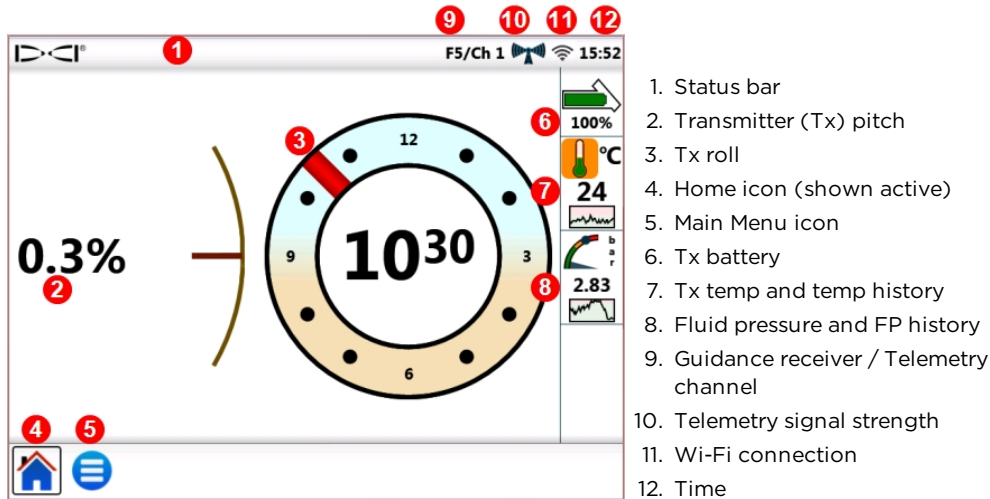 9 10 11 12
1
F5/Ch 1 15:52
100%
6
12
3
°C
7
24
9
10³⁰
3
0.3%
2
bar
8
2.83
6
4 5
1. Status bar
2. Transmitter (Tx) pitch
3. Tx roll
4. Home icon (shown active)
5. Main Menu icon
6. Tx battery
7. Tx temp and temp history
8. Fluid pressure and FP history
9. Guidance receiver / Telemetry
channel
10. Telemetry signal strength
11. Wi-Fi connection
12. Time